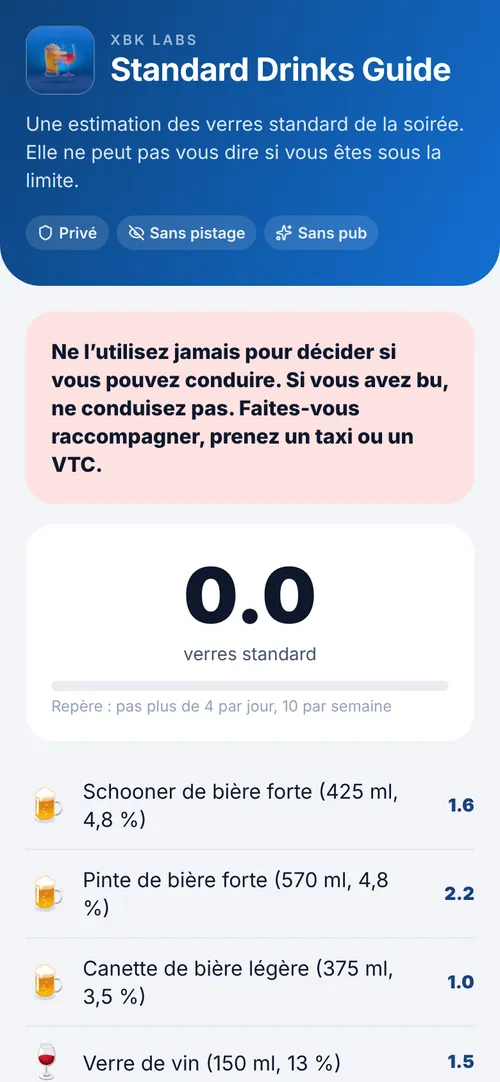 XBK LABS
Standard Drinks Guide
Une estimation des verres standard de la soirée.
Elle ne peut pas vous dire si vous êtes sous la
limite.
Privé
Sans pistage
Sans pub
Ne l’utilisez jamais pour décider si
vous pouvez conduire. Si vous avez bu,
ne conduisez pas. Faites-vous
raccompagner, prenez un taxi ou un
VTC.
0.0
verres standard
Repère : pas plus de 4 par jour, 10 par semaine
Schooner de bière forte (425 ml,
4,8 %)
1.6
Pinte de bière forte (570 ml, 4,8
%)
2.2
Canette de bière légère (375 ml,
3,5 %)
1.0
Verre de vin (150 ml, 13 %)
1.5